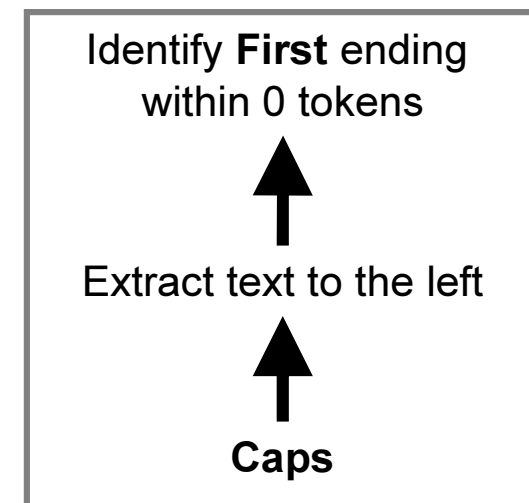 Identify First ending
within 0 tokens
Extract text to the left
Caps